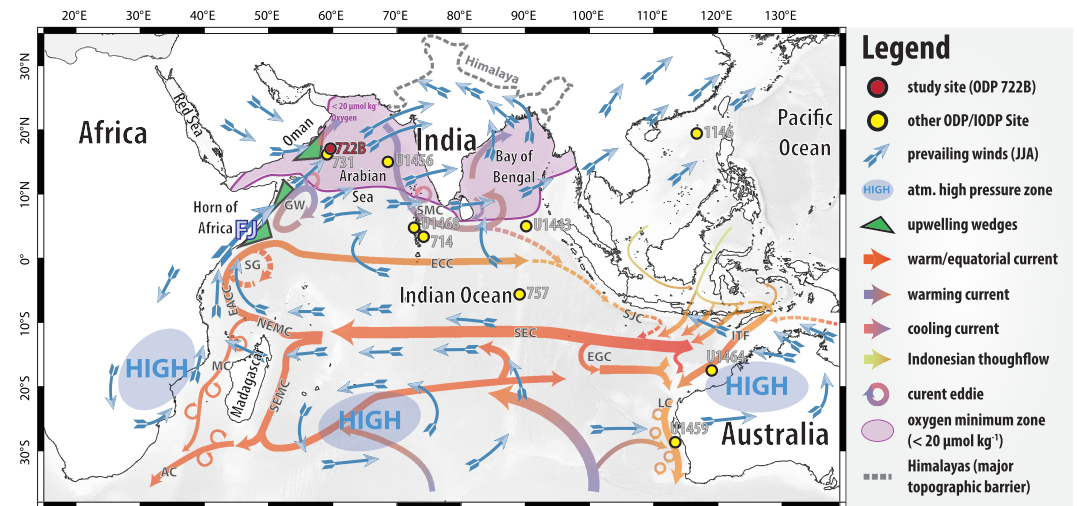 20°E 30°E 40°E 50°E 60°E 70°E 80°E 90°E 100°E 110°E 120°E 130°E
30°N
20°N
10°N
0°
10°S
20°S
30°S
Himalaya
Red Sea
< 20 μmol kg⁻
Oxygen
Africa
Oman
India
1146
Pacific
Ocean
722B
731
U1456
Arabian
Sea
Bay of
Bengal
Horn of
Africa
GW
FJ
SMC
U1468
714
U1443
SG
ECC
EACC
Indian Ocean
757
SJC
NEMC
SEC
ITF
EGC
U1464
HIGH
MC
Madagascar
SEMC
HIGH
HIGH
LC
U1459
Australia
AC
Legend
study site (ODP 722B)
other ODP/IODP Site
prevailing winds (JJA)
HIGH atm. high pressure zone
upwelling wedges
warm/equatorial current
warming current
cooling current
Indonesian thoughflow
curent eddie
oxygen minimum zone
(< 20 μmol kg⁻¹)
Himalayas (major
topographic barrier)